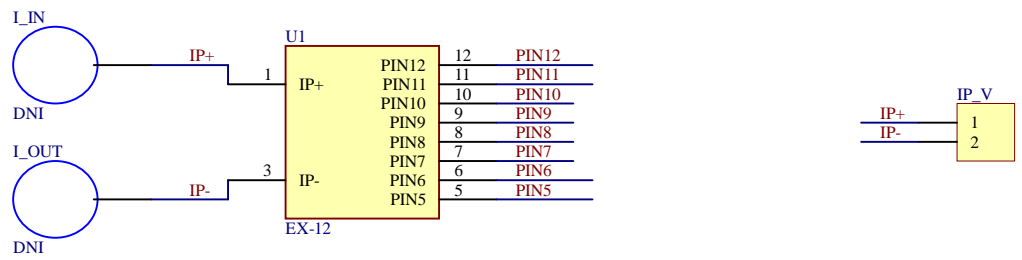 I_IN
IP+
DNI
I_OUT
IP-
DNI
U1
1 IP+
3 IP-
PIN12 12 PIN12
PIN11 11 PIN11
PIN10 10 PIN10
PIN9 9 PIN9
PIN8 8 PIN8
PIN7 7 PIN7
PIN6 6 PIN6
PIN5 5 PIN5
EX-12
IP_V
IP+ 1
IP- 2